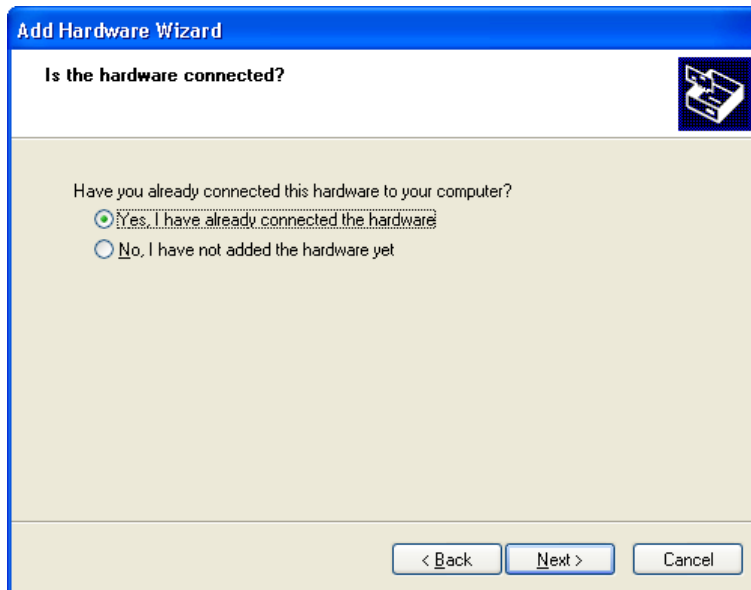 Add Hardware Wizard
Is the hardware connected?
Have you already connected this hardware to your computer?
Yes, I have already connected the hardware
No, I have not added the hardware yet
< Back
Next >
Cancel